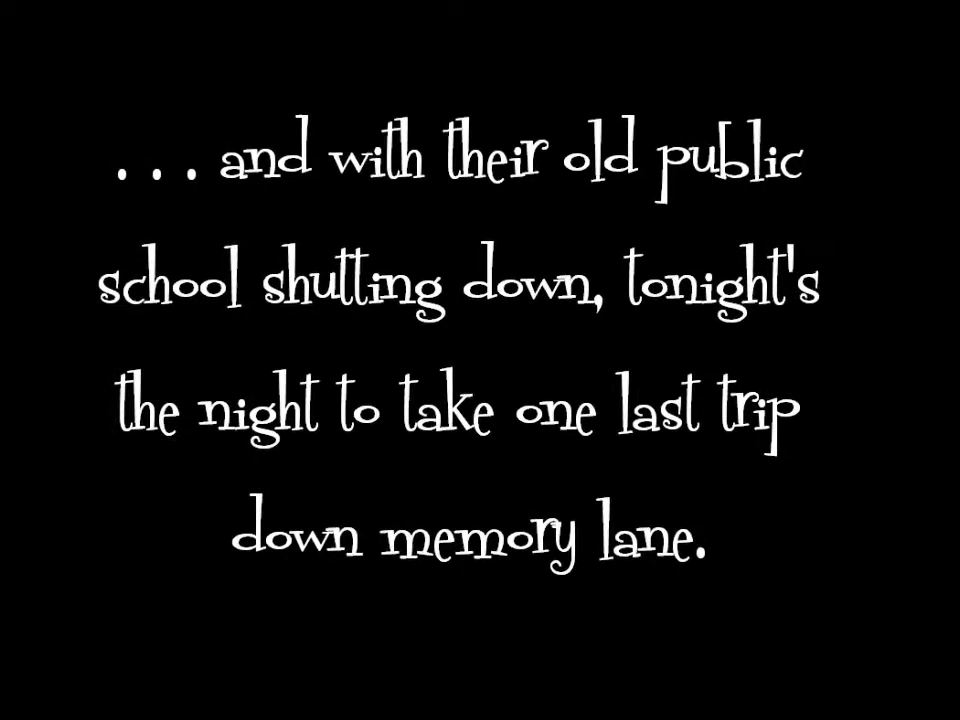 . . . and with their old public
school shutting down, tonight's
the night to take one last trip
down memory lane.